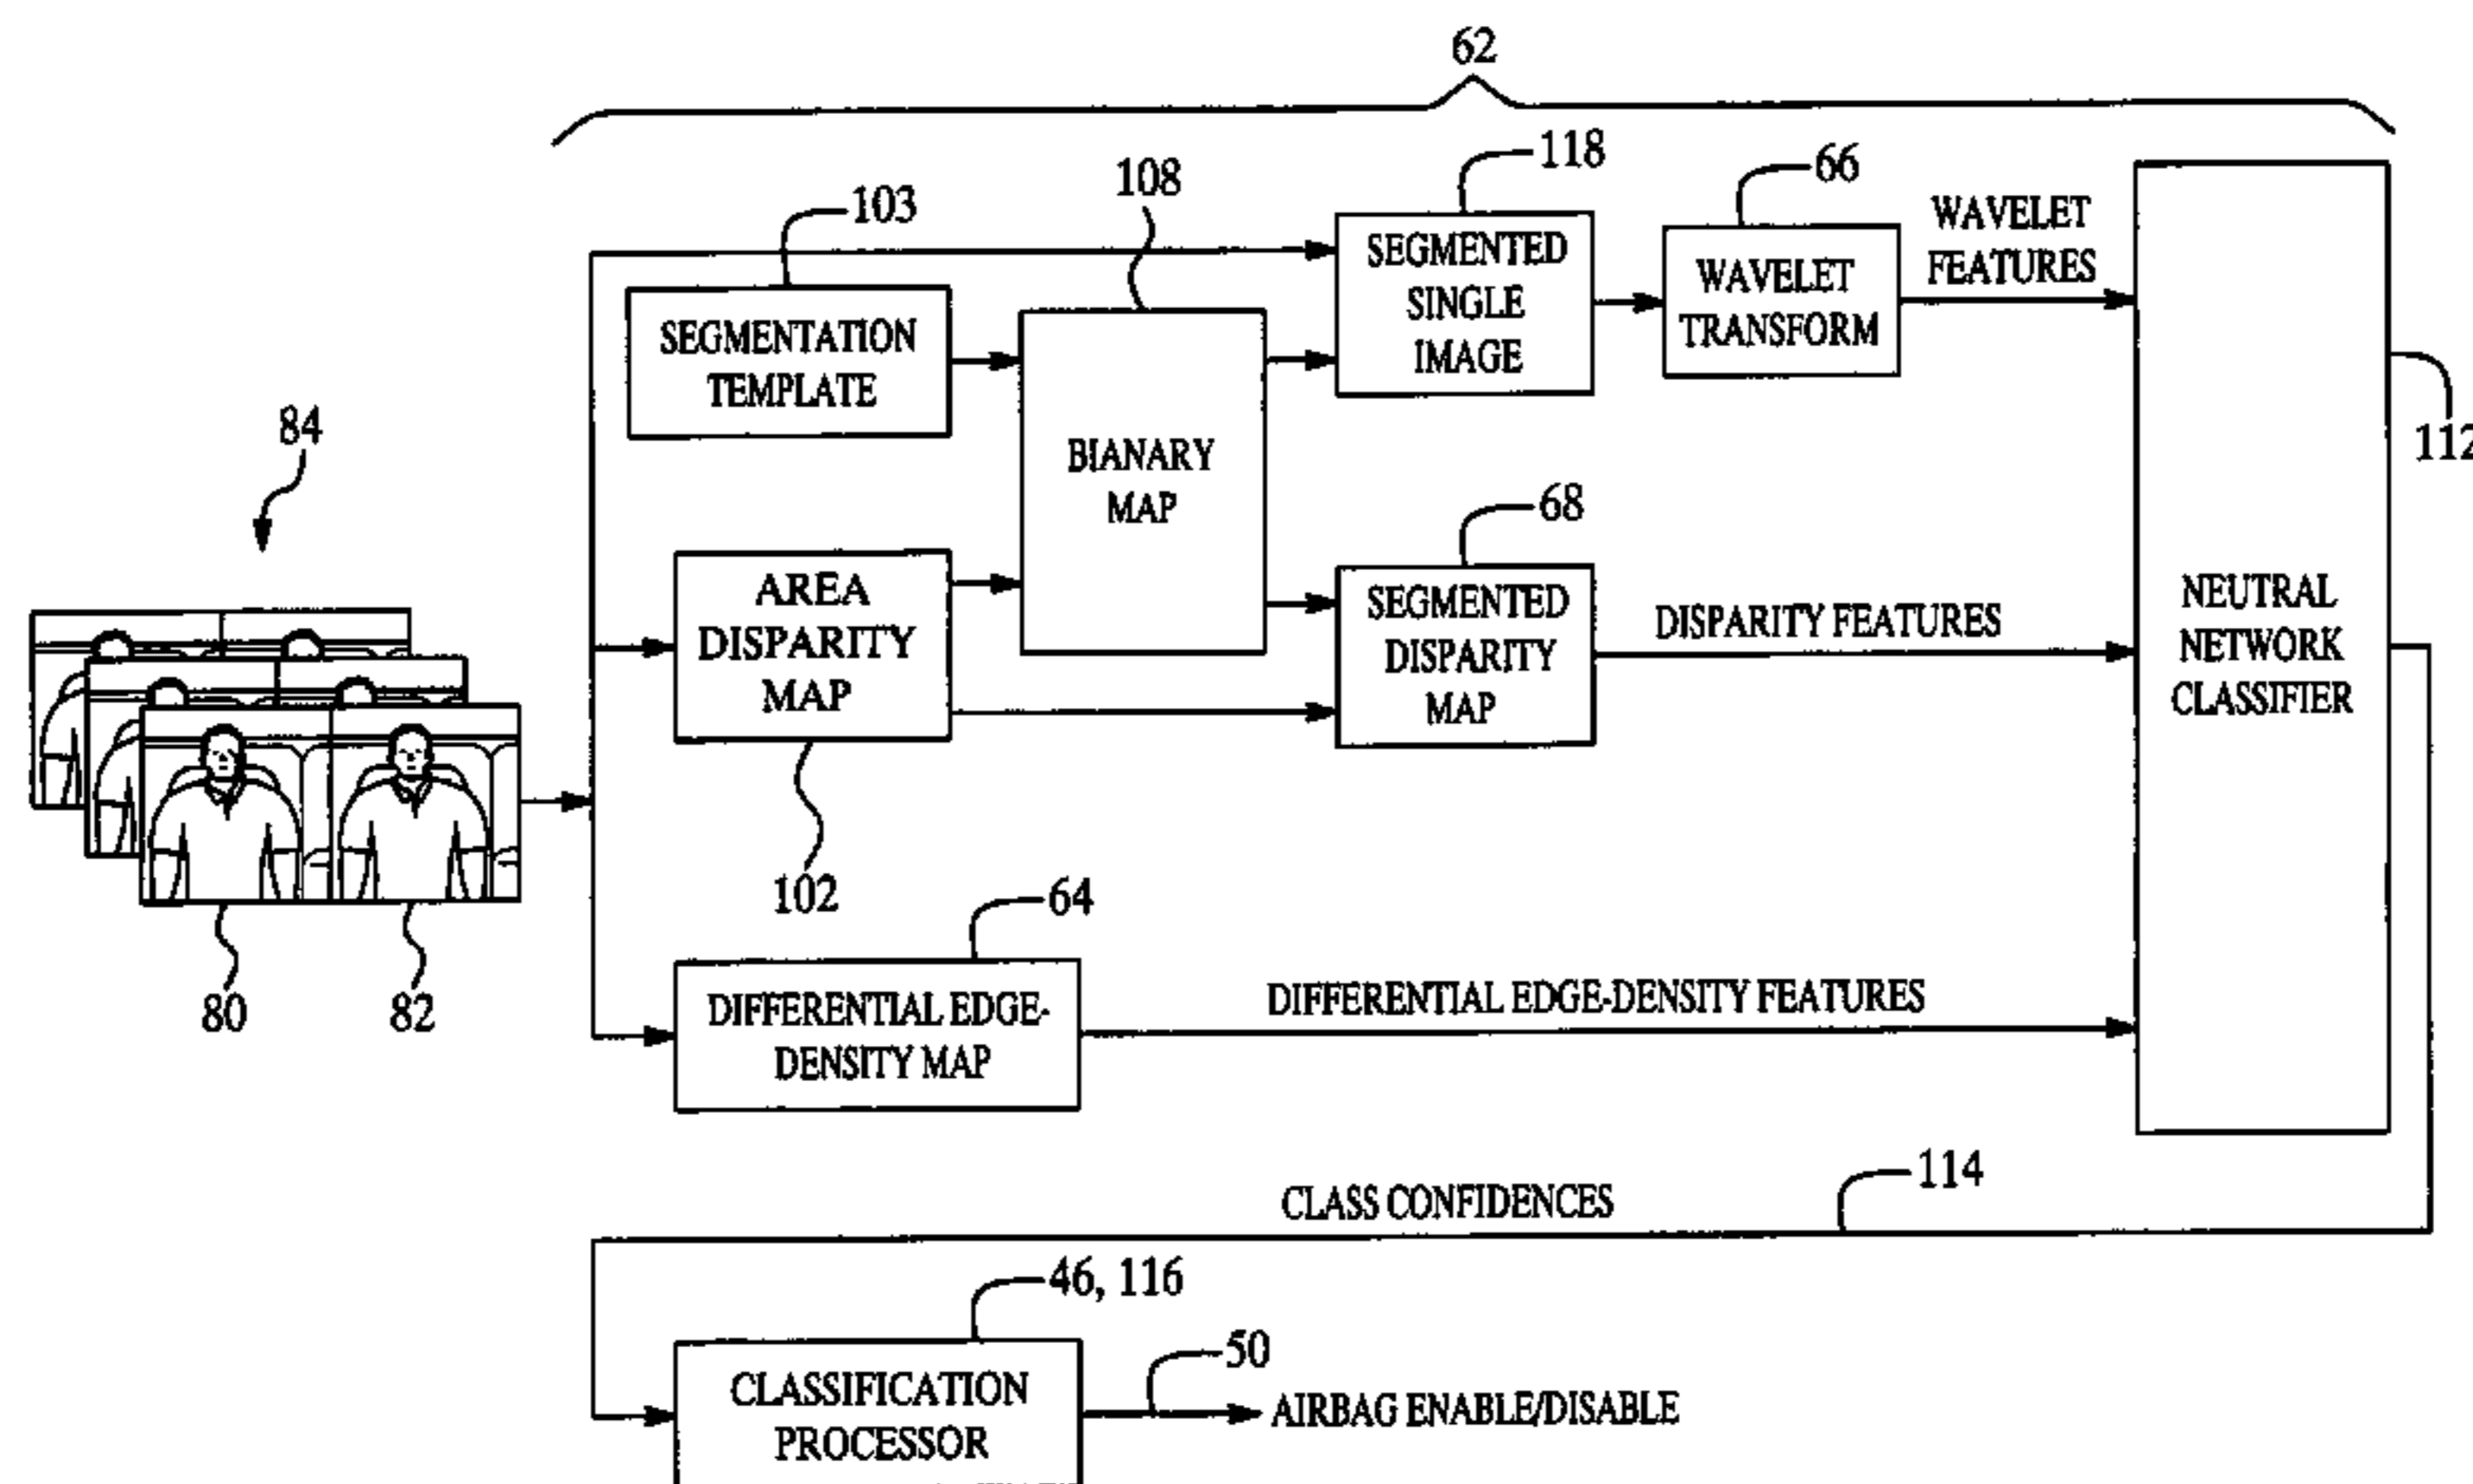 62
118
66
108
103
WAVELET
FEATURES
SEGMENTED
SINGLE
IMAGE
WAVELET
TRANSFORM
SEGMENTATION
TEMPLATE
84
BIANARY
MAP
112
68
AREA
DISPARITY
MAP
SEGMENTED
DISPARITY
MAP
DISPARITY FEATURES
NEUTRAL
NETWORK
CLASSIFIER
102
64
80
82
DIFFERENTIAL EDGE-
DENSITY MAP
DIFFERENTIAL EDGE-DENSITY FEATURES
114
CLASS CONFIDENCES
46, 116
50
CLASSIFICATION
PROCESSOR
AIRBAG ENABLE/DISABLE